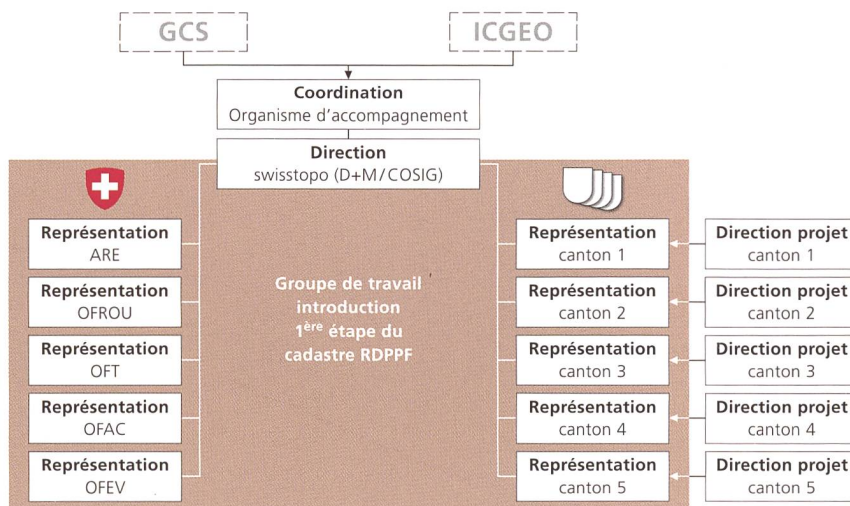 GCS
ICGEO
Coordination
Organisme d'accompagnement
Direction
swisstopo (D+M/COSIG)
Représentation
ARE
Représentation
OFROU
Représentation
OFT
Représentation
OFAC
Représentation
OFEV
Groupe de travail
introduction
1ère étape du
cadastre RDPPF
Représentation
canton 1
Représentation
canton 2
Représentation
canton 3
Représentation
canton 4
Représentation
canton 5
Direction projet
canton 1
Direction projet
canton 2
Direction projet
canton 3
Direction projet
canton 4
Direction projet
canton 5